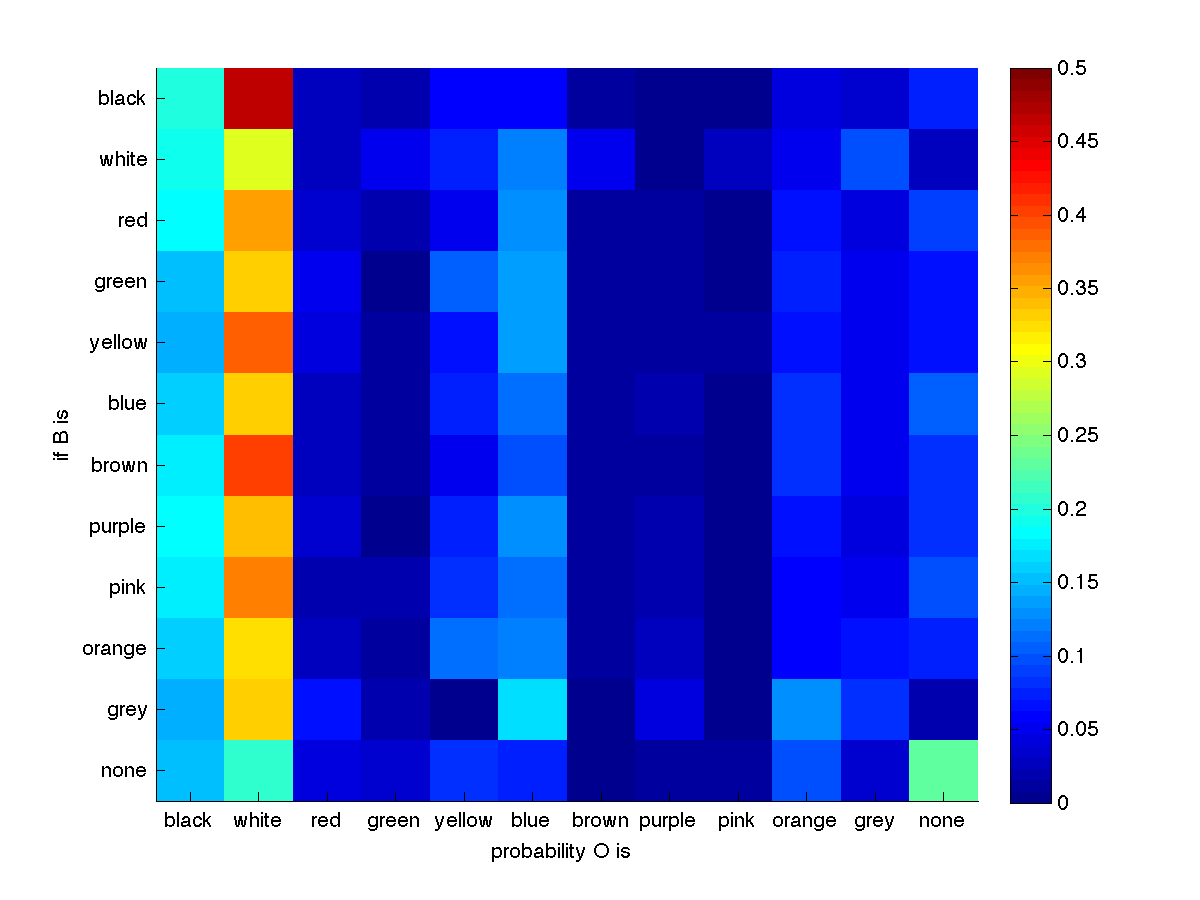 black
white
red
green
yellow
blue
brown
purple
pink
orange
grey
none
if B is
black white red green yellow blue brown purple pink orange grey none
probability O is
0.5
0.45
0.4
0.35
0.3
0.25
0.2
0.15
0.1
0.05
0